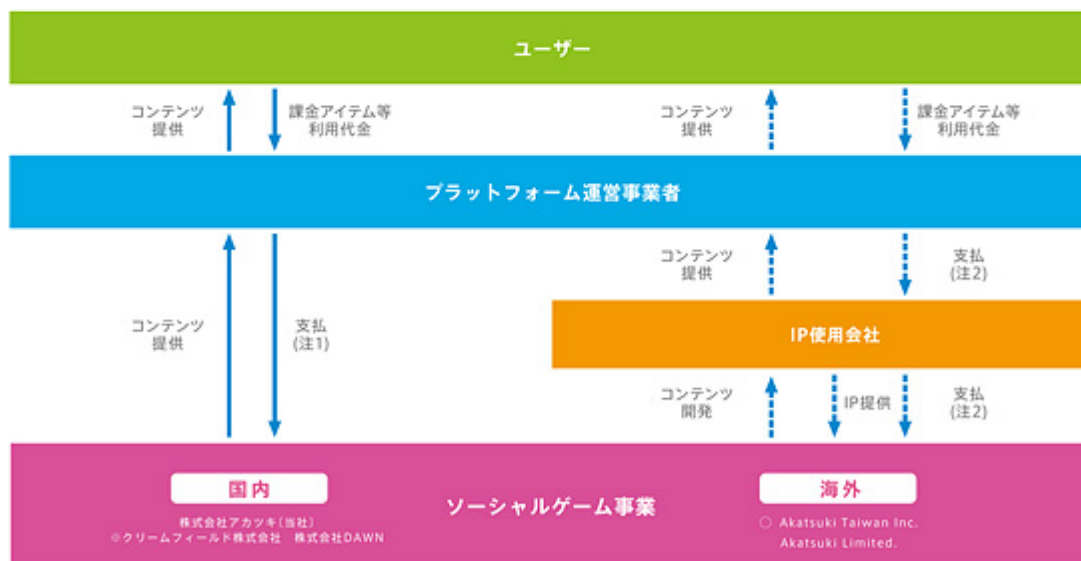 ユーザー
コンテンツ
提供
課金アイテム等
利用代金
コンテンツ
提供
課金アイテム等
利用代金
プラットフォーム運営事業者
コンテンツ
提供
支払
(注1)
コンテンツ
提供
支払
(注2)
IP使用会社
コンテンツ
開発
IP提供
支払
(注2)
国内
株式会社アカツキ(当社)
※クリームフィールド株式会社 株式会社DAWN
ソーシャルゲーム事業
海外
○ Akatsuki Taiwan Inc.
Akatsuki Limited.